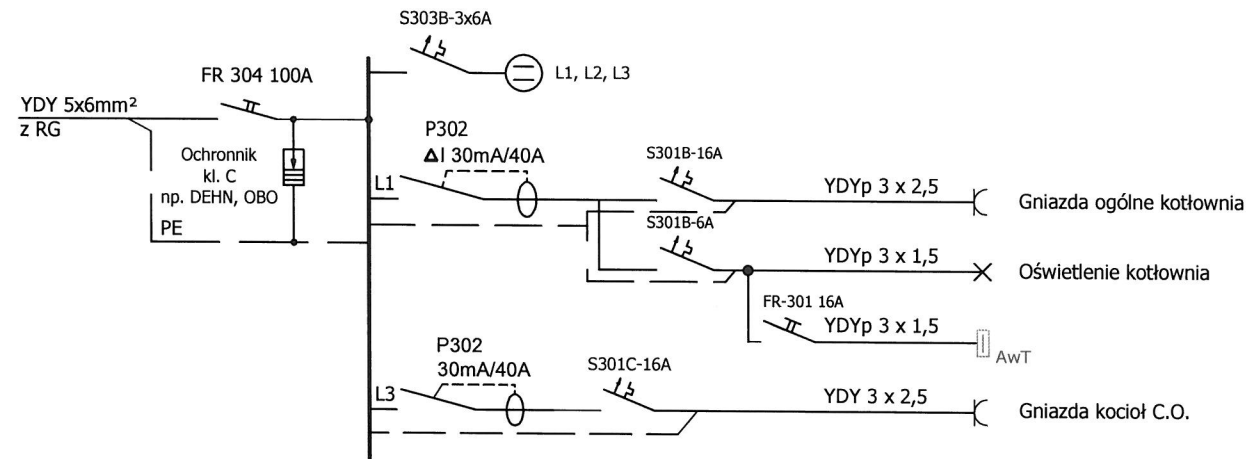 S303B-3x6A
L1, L2, L3
FR 304 100A
YDY 5x6mm²
z RG
Ochronnik
kl. C
np. DEHN, OBO
PE
P302
ΔI 30mA/40A
L1
S301B-16A
YDYp 3 x 2,5
Gniazda ogólne kotłownia
S301B-6A
YDYp 3 x 1,5
Oświetlenie kotłownia
FR-301 16A
YDYp 3 x 1,5
AwT
P302
30mA/40A
L3
S301C-16A
YDY 3 x 2,5
Gniazda kocioł C.O.